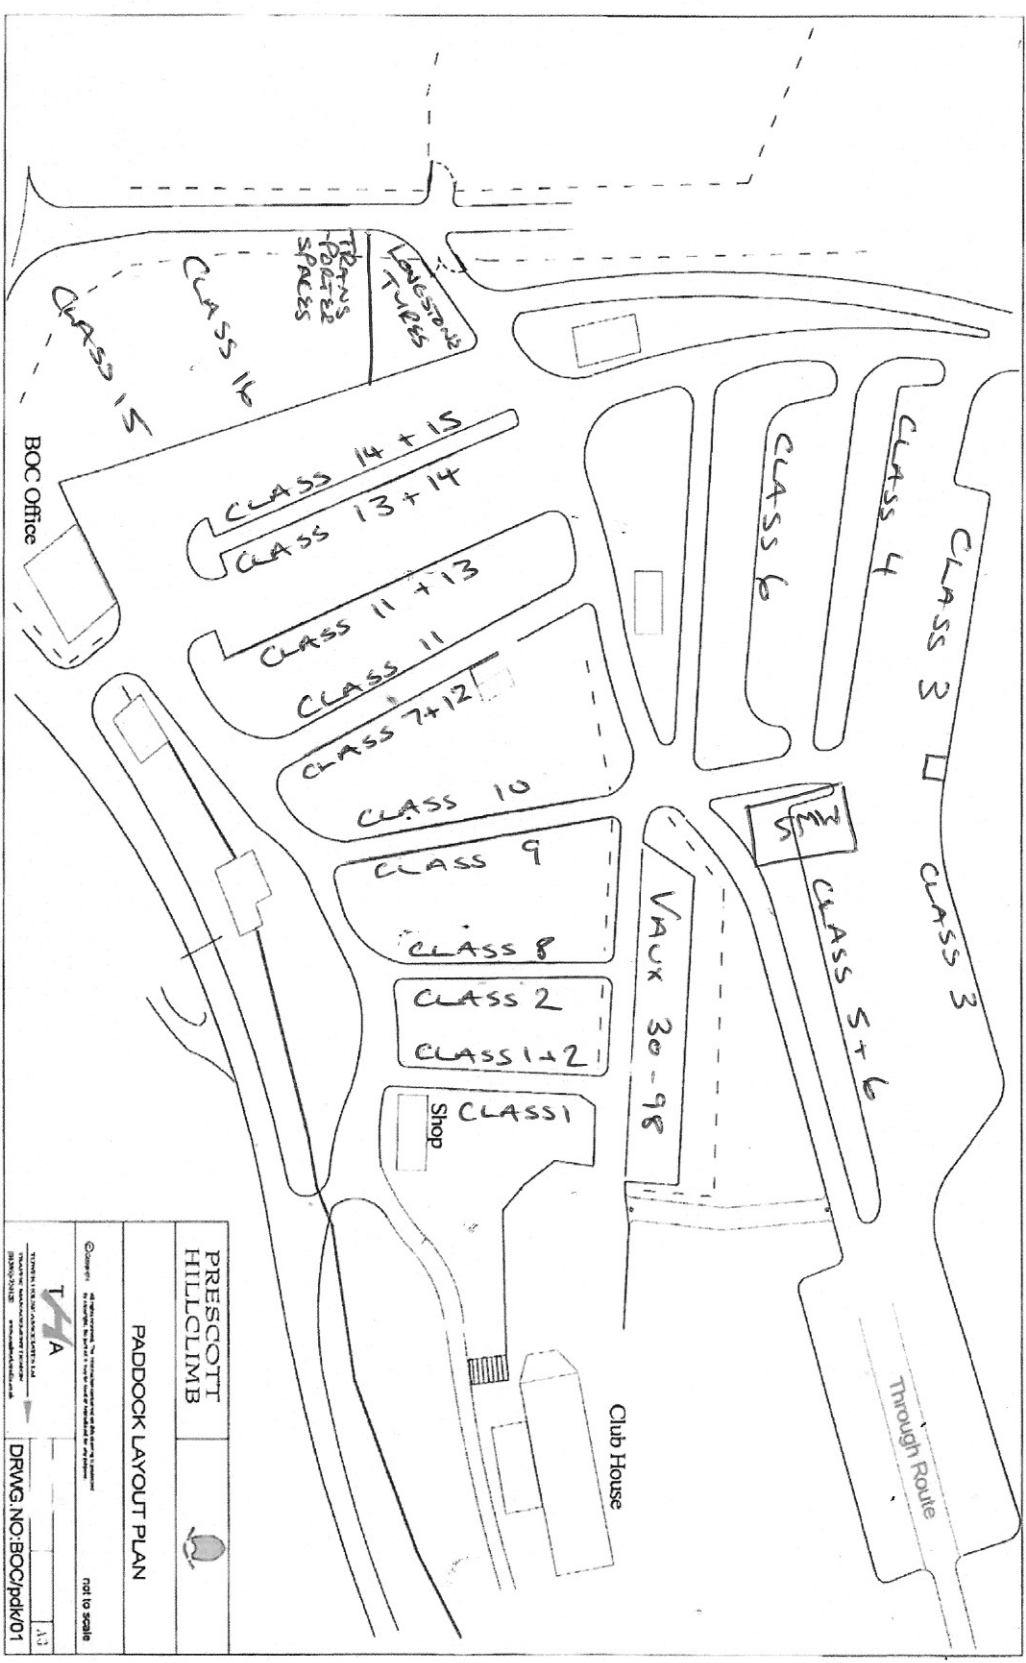 LONGSTONE
TYRES
TRANS
-PORTER
SPACES
CLASS 16
CLASS 15
BOC Office
CLASS 14 + 15
CLASS 13 + 14
CLASS 11 + 13
CLASS 11
CLASS 7+12
CLASS 10
CLASS 9
CLASS 8
CLASS 2
CLASS 1+2
CLASS 1
Shop
VAUX 30-98
CLASS 6
CLASS 4
CLASS 3
CLASS 3
CLASS 5+6
Through Route
Club House
PRESCOTT
HILLCLIMB
PADDOCK LAYOUT PLAN
not to scale
A3
DRWG NO:BOC/pdk/01